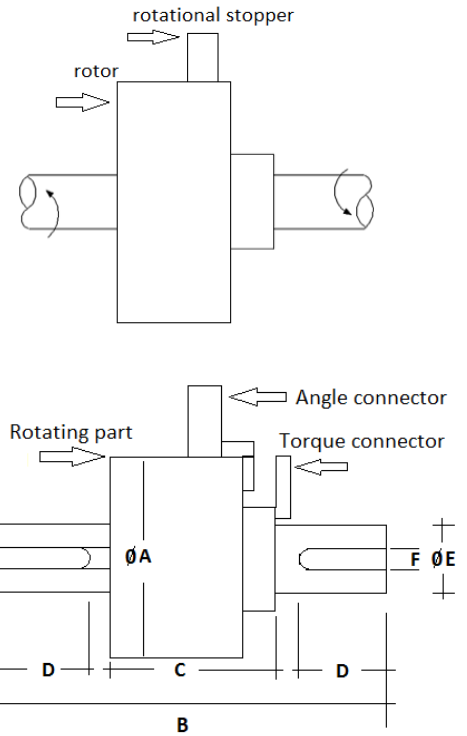 rotational stopper
rotor
Angle connector
Rotating part
Torque connector
ØA
F ØE
D C D
B